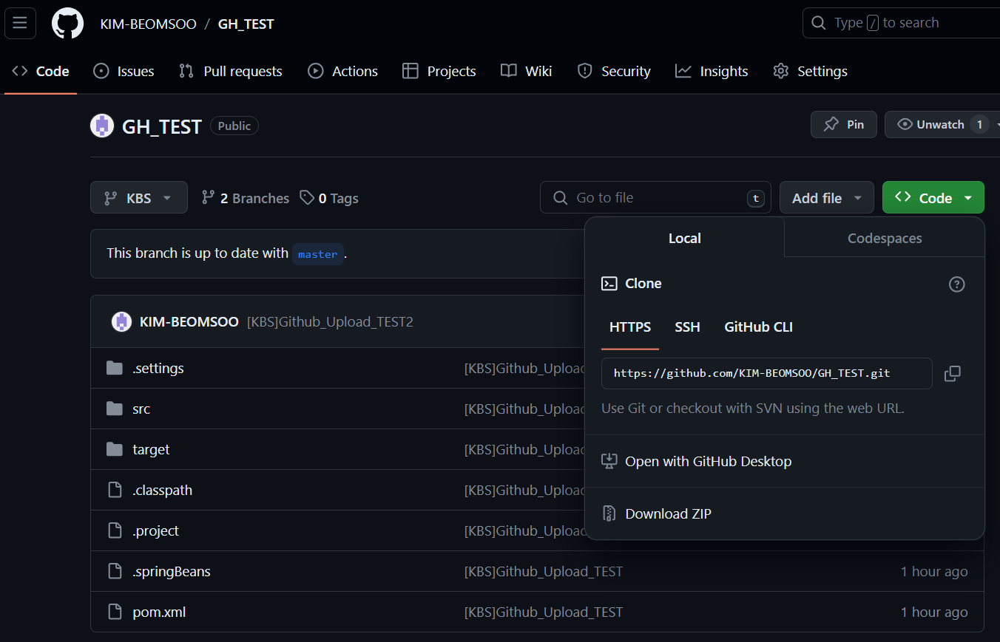 KIM-BEOMSOO / GH_TEST
Type / to search
Code Issues Pull requests Actions Projects Wiki Security Insights Settings
GH_TEST Public
Pin
Unwatch 1
KBS
2 Branches 0 Tags
Go to file t
Add file
Code
This branch is up to date with master .
Local Codespaces
Clone
HTTPS SSH GitHub CLI
https://github.com/KIM-BEOMSOO/GH_TEST.git
Use Git or checkout with SVN using the web URL.
Open with GitHub Desktop
Download ZIP
KIM-BEOMSOO [KBS]Github_Upload_TEST2
.settings [KBS]Github_Upload
src [KBS]Github_Upload
target [KBS]Github_Upload
.classpath [KBS]Github_Upload
.project [KBS]Github_Upload
.springBeans [KBS]Github_Upload_TEST 1 hour ago
pom.xml [KBS]Github_Upload_TEST 1 hour ago